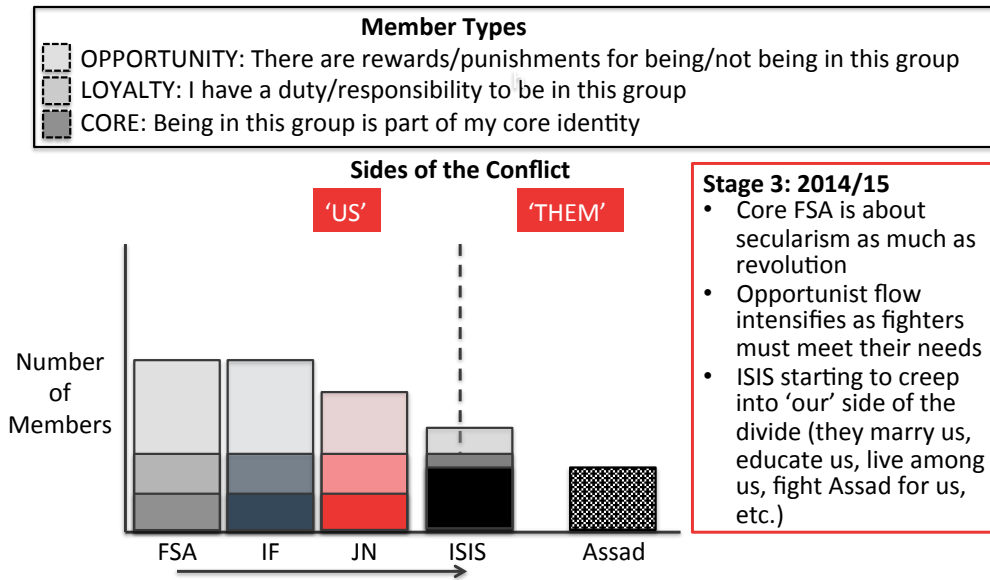 Member Types
OPPORTUNITY: There are rewards/punishments for being/not being in this group
LOYALTY: I have a duty/responsibility to be in this group
CORE: Being in this group is part of my core identity
Sides of the Conflict
‘US’
‘THEM’
Number
of
Members
FSA
IF
JN
ISIS
Assad
Stage 3: 2014/15
• Core FSA is about
secularism as much as
revolution
• Opportunist flow
intensifies as fighters
must meet their needs
• ISIS starting to creep
into ‘our’ side of the
divide (they marry us,
educate us, live among
us, fight Assad for us,
etc.)